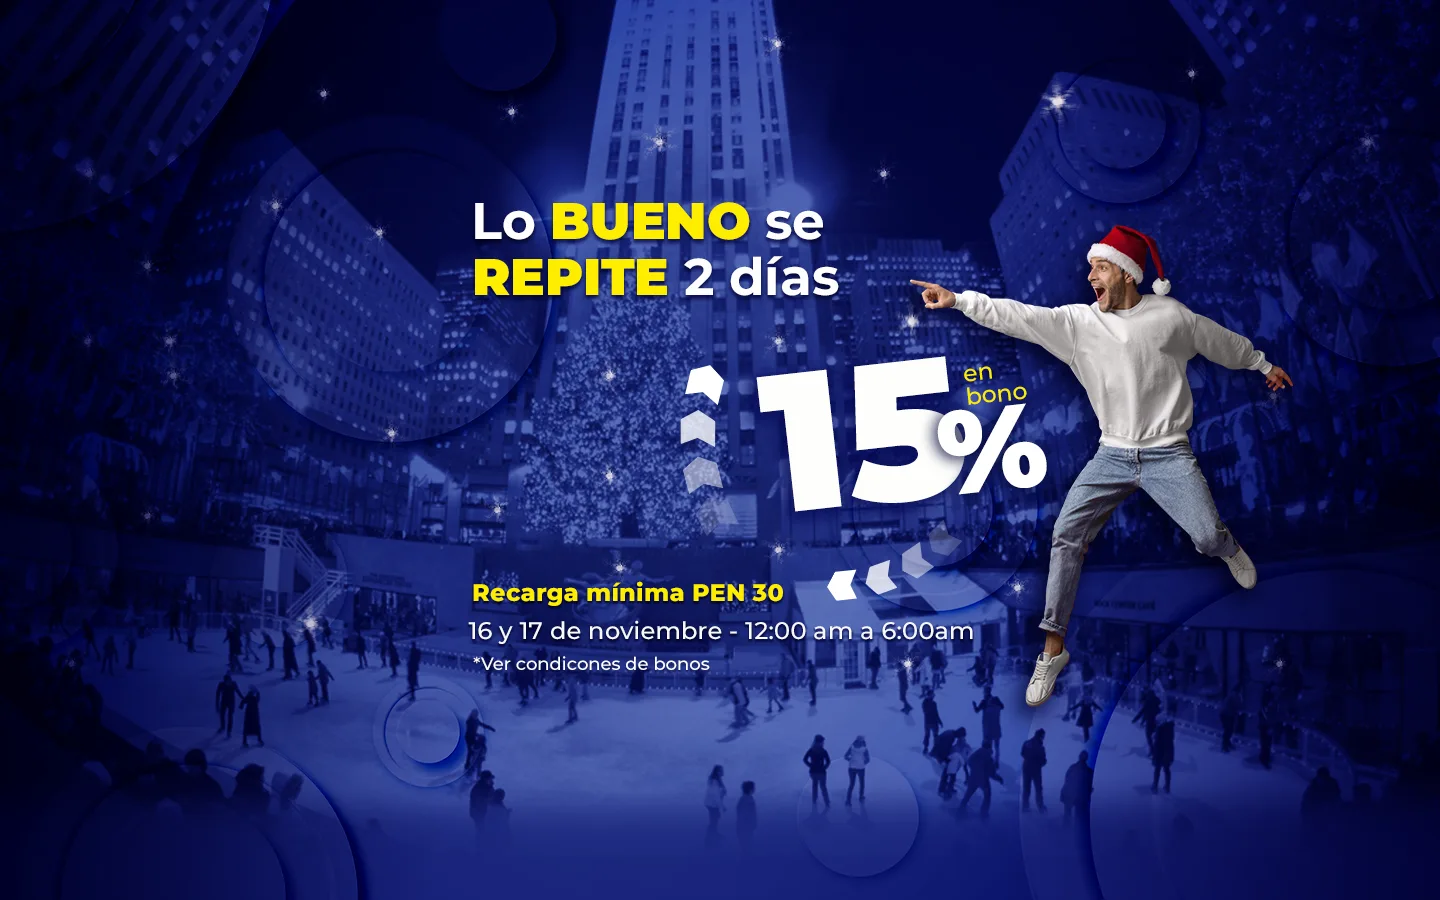 Lo BUENO se
REPITE 2 días
15%
en
bono
Recarga mínima PEN 30
16 y 17 de noviembre - 12:00 am a 6:00am
*Ver condicones de bonos